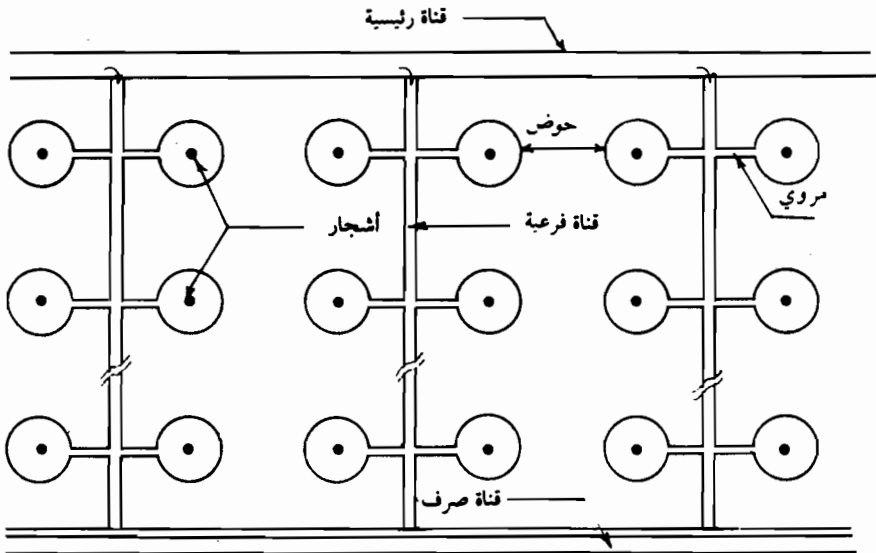 قناة رئيسية
حوض
مروي
أشجار
قناة فرعية
قناة صرف